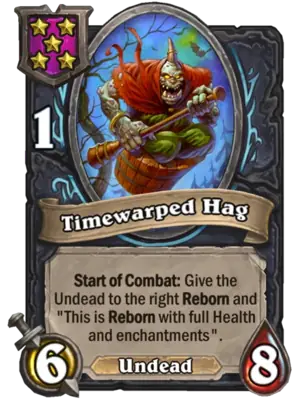 1
Timewarped Hag
Start of Combat: Give the
Undead to the right Reborn and
"This is Reborn with full Health
and enchantments".
6
Undead
8